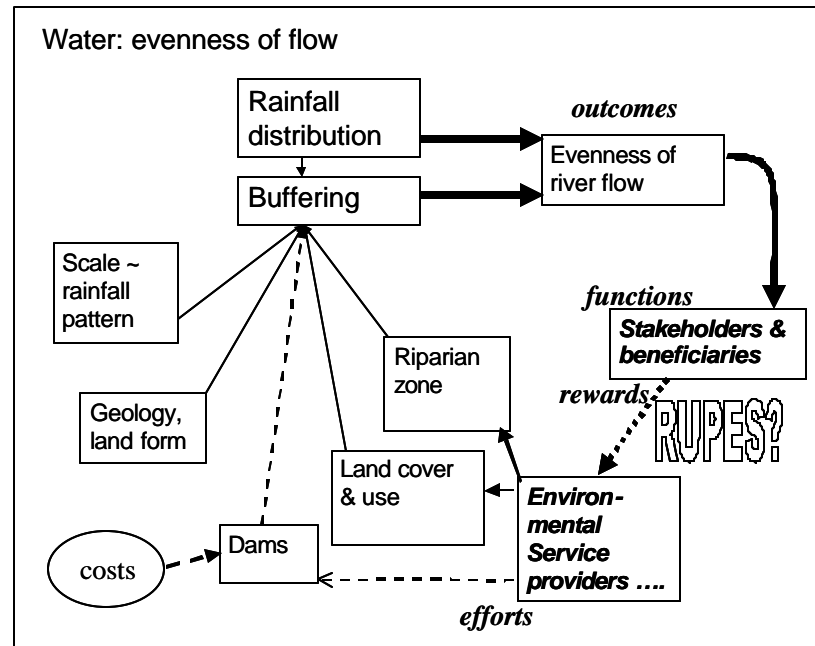 Water: evenness of flow
Rainfall
distribution
outcomes
Evenness of
river flow
Buffering
Scale ~
rainfall
pattern
functions
Stakeholders &
beneficiaries
Riparian
zone
rewards
RUPES?
Geology,
land form
Land cover
& use
Environ-
mental
Service
providers ....
Dams
costs
efforts